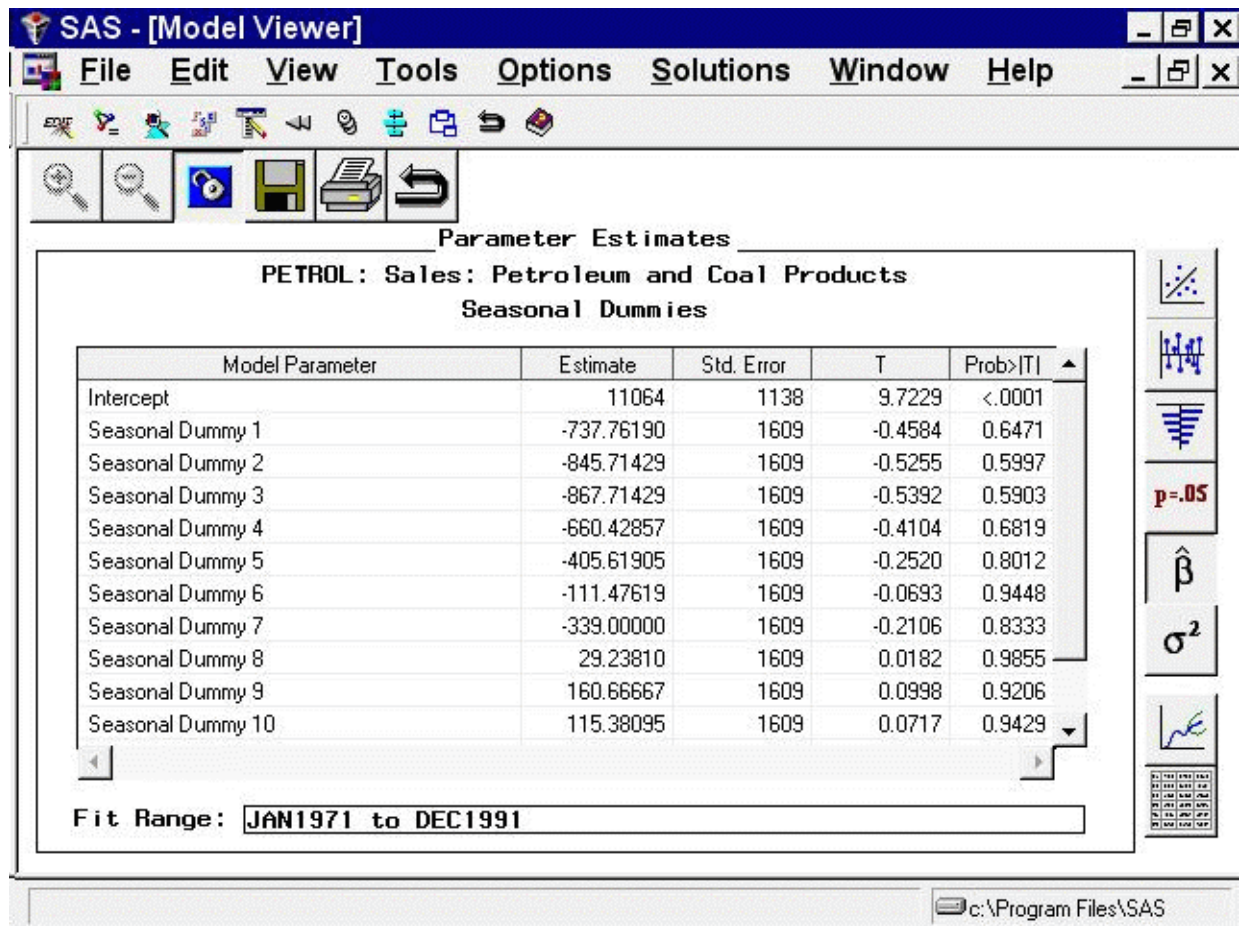 SAS - [Model Viewer]
File Edit View Tools Options Solutions Window Help
Parameter Estimates
PETROL: Sales: Petroleum and Coal Products
Seasonal Dummies
Model Parameter Estimate Std. Error T Prob>|T|
Intercept 11064 1138 9.7229 <.0001
Seasonal Dummy 1 -737.76190 1609 -0.4584 0.6471
Seasonal Dummy 2 -845.71429 1609 -0.5255 0.5997
Seasonal Dummy 3 -867.71429 1609 -0.5392 0.5903
Seasonal Dummy 4 -660.42857 1609 -0.4104 0.6819
Seasonal Dummy 5 -405.61905 1609 -0.2520 0.8012
Seasonal Dummy 6 -111.47619 1609 -0.0693 0.9448
Seasonal Dummy 7 -339.00000 1609 -0.2106 0.8333
Seasonal Dummy 8 29.23810 1609 0.0182 0.9855
Seasonal Dummy 9 160.66667 1609 0.0998 0.9206
Seasonal Dummy 10 115.38095 1609 0.0717 0.9429
Fit Range: JAN1971 to DEC1991
p=.05
β̂
σ²
c:\Program Files\SAS